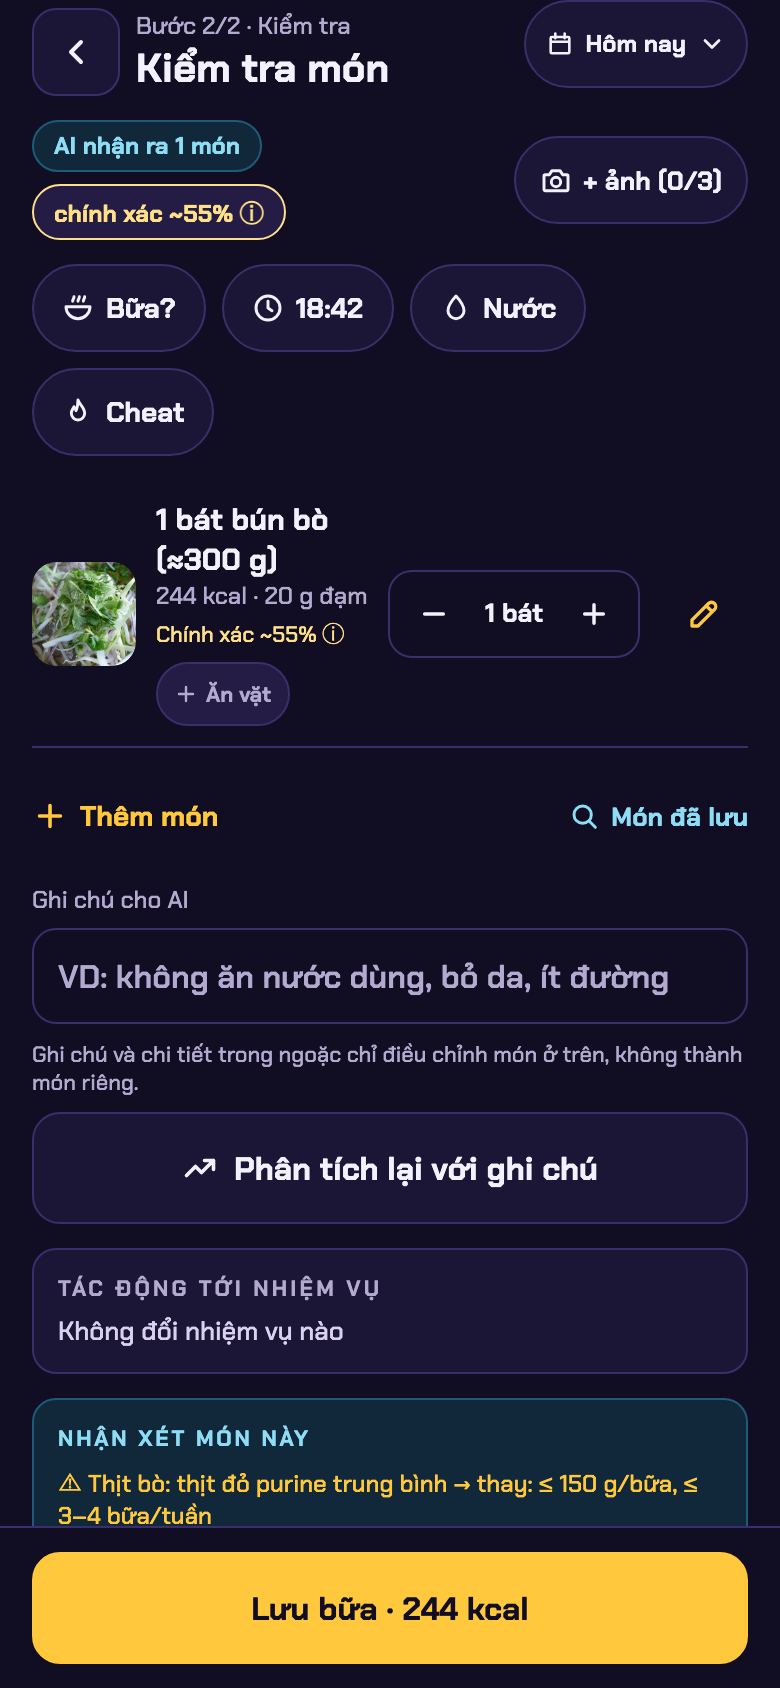 Bước 2/2 · Kiểm tra
Kiểm tra món
Hôm nay
AI nhận ra 1 món
chính xác ~55% ⓘ
+ ảnh (0/3)
Bữa?
18:42
Nước
Cheat
1 bát bún bò
(≈300 g)
244 kcal · 20 g đạm
Chính xác ~55% ⓘ
+ Ăn vặt
− 1 bát +
+ Thêm món
Món đã lưu
Ghi chú cho AI
VD: không ăn nước dùng, bỏ da, ít đường
Ghi chú và chi tiết trong ngoặc chỉ điều chỉnh món ở trên, không thành
món riêng.
Phân tích lại với ghi chú
TÁC ĐỘNG TỚI NHIỆM VỤ
Không đổi nhiệm vụ nào
NHẬN XÉT MÓN NÀY
⚠ Thịt bò: thịt đỏ purine trung bình → thay: ≤ 150 g/bữa, ≤
3–4 bữa/tuần
Lưu bữa · 244 kcal